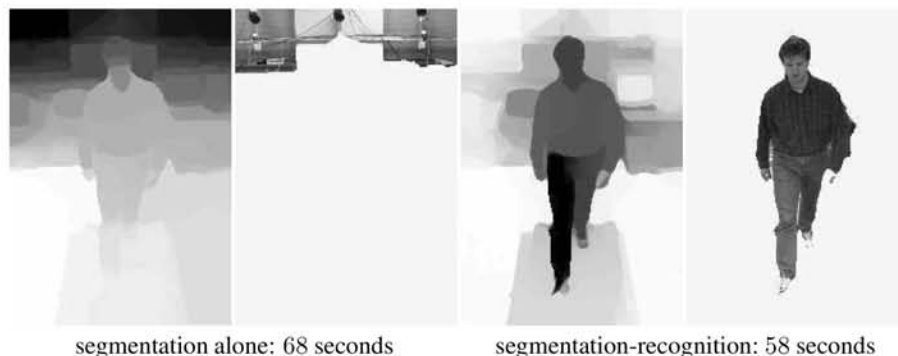 segmentation alone: 68 seconds
segmentation-recognition: 58 seconds